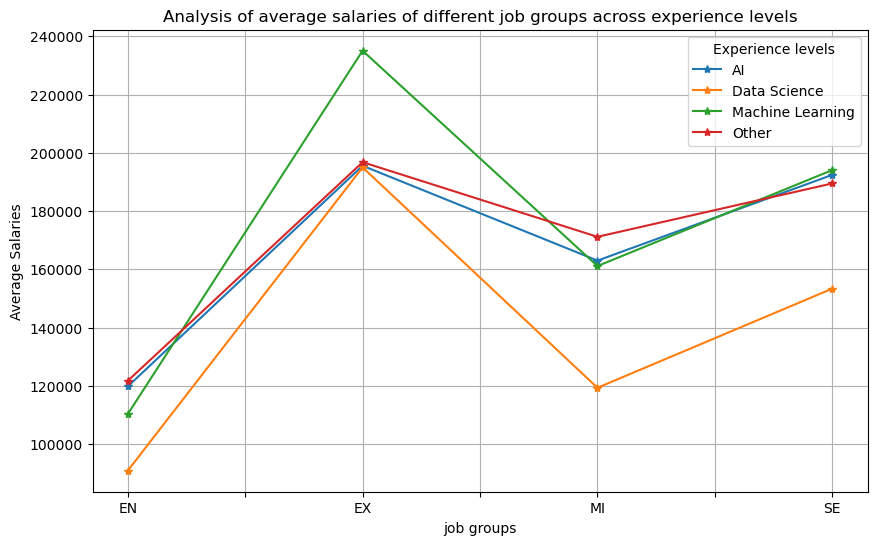 Analysis of average salaries of different job groups across experience levels
240000
220000
200000
180000
160000
140000
120000
100000
Average Salaries
Experience levels
AI
Data Science
Machine Learning
Other
EN
EX
MI
SE
job groups